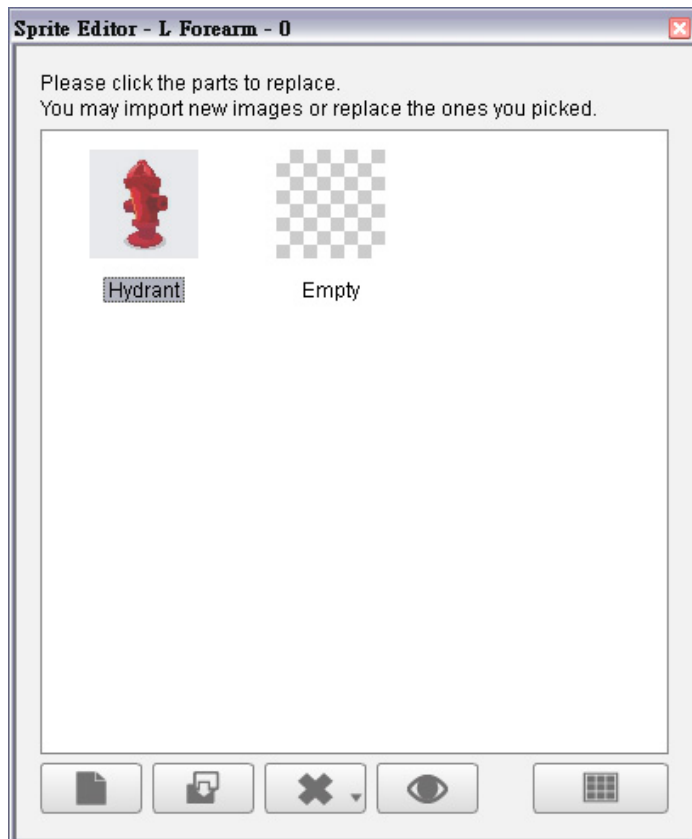 Sprite Editor - L Forearm - 0
Please click the parts to replace.
You may import new images or replace the ones you picked.
Hydrant
Empty